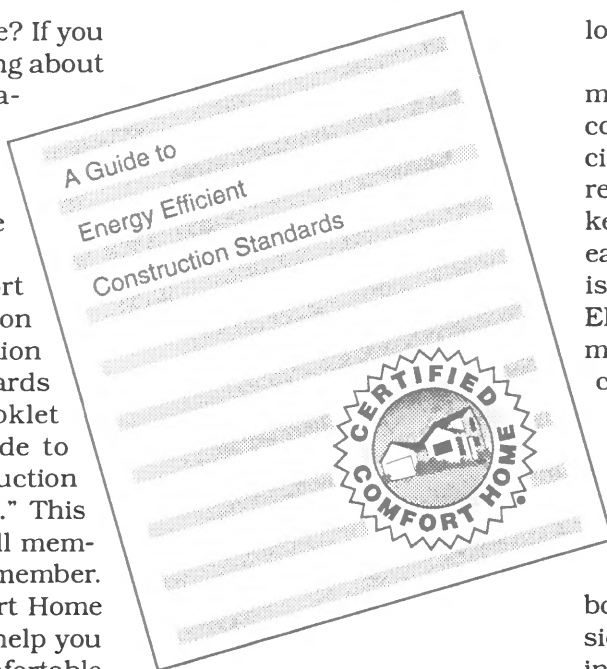 e? If you
ng about
a-
e
rt
on
tion
ards
oklet
de to
uction
." This
ll mem-
member.
rt Home
help you
mfortable
A Guide to
Energy Efficient
Construction Standards
CERTIFIED
COMFORT HOME
lo
m
co
ci
re
ke
ea
is
El
m
c
bo
si
in